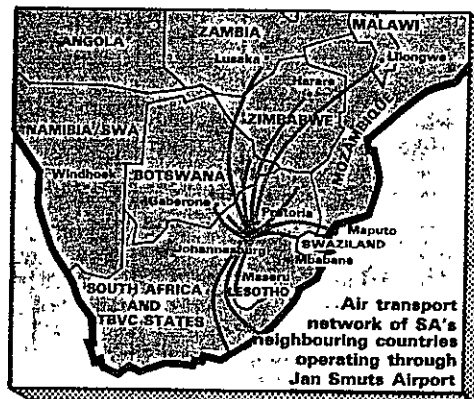 MALAWI
ZAMBIA
ANGOLA
Lusaka
Lilongwe
Harare
ZIMBABWE
MOZAMBIQUE
NAMIBIA/SWA
Windhoek
BOTSWANA
Gaberone
Pretoria
Maputo
Johannesburg
SWAZILAND
Mbabane
Maseru
SOUTH AFRICA
LESOTHO
AND
TBVC STATES
Air transport
network of SA's
neighbouring countries
operating through
Jan Smuts Airport